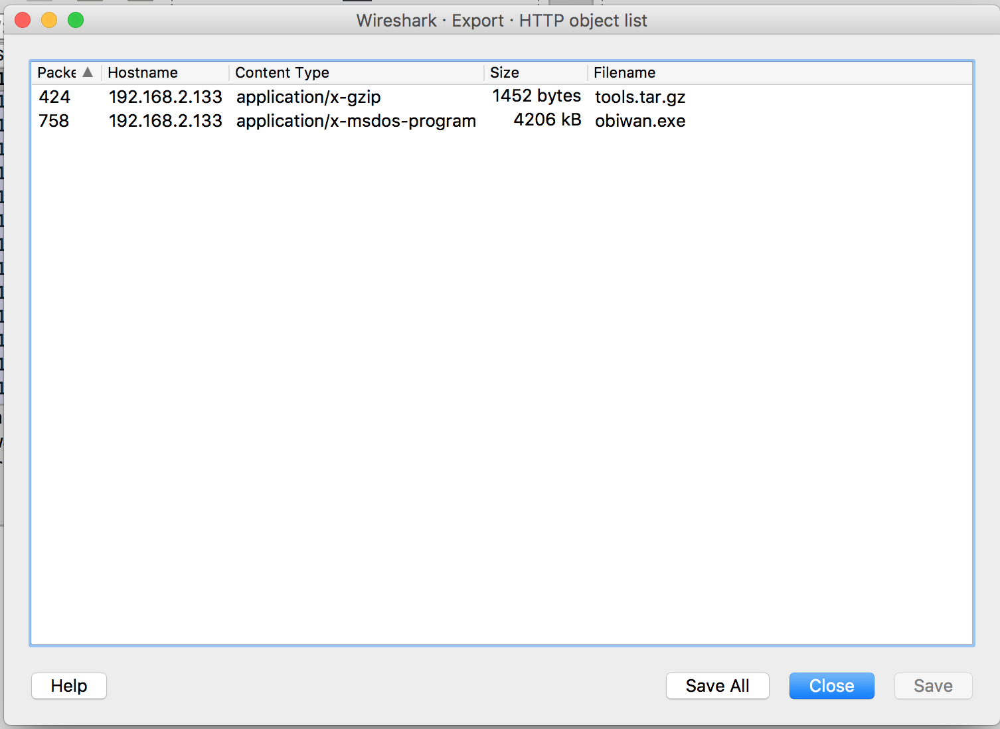 Wireshark · Export · HTTP object list
Packe Hostname Content Type Size Filename
424 192.168.2.133 application/x-gzip 1452 bytes tools.tar.gz
758 192.168.2.133 application/x-msdos-program 4206 kB obiwan.exe
Help Save All Close Save